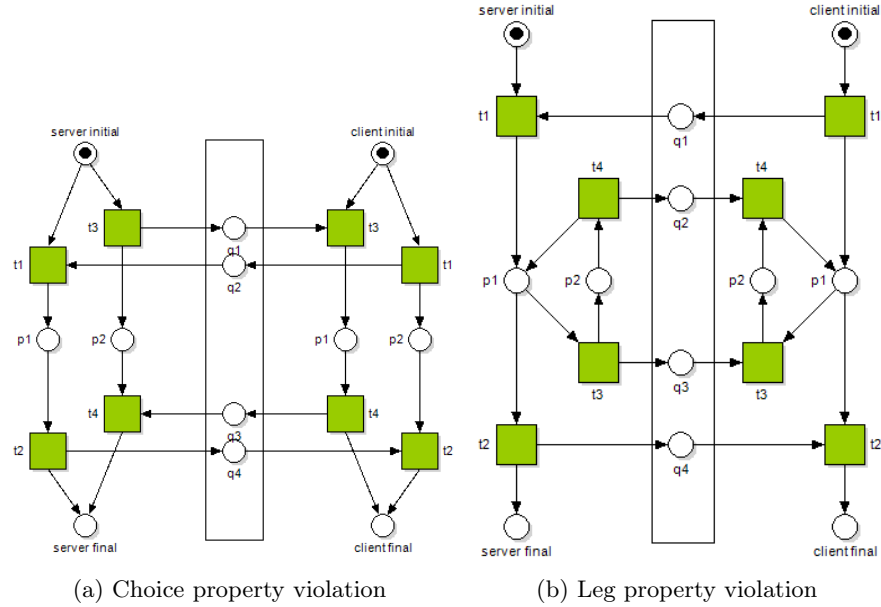 server initial
client initial
t1
t1
q1
t4
t4
q2
p1
p2
p2
p1
q3
t3
t3
t2
t2
q4
server final
client final
(b) Leg property violation
server initial
client initial
t3
t3
q1
t1
t1
q2
p1
p2
p1
p2
t4
t4
q3
t2
t2
q4
server final
client final
(a) Choice property violation